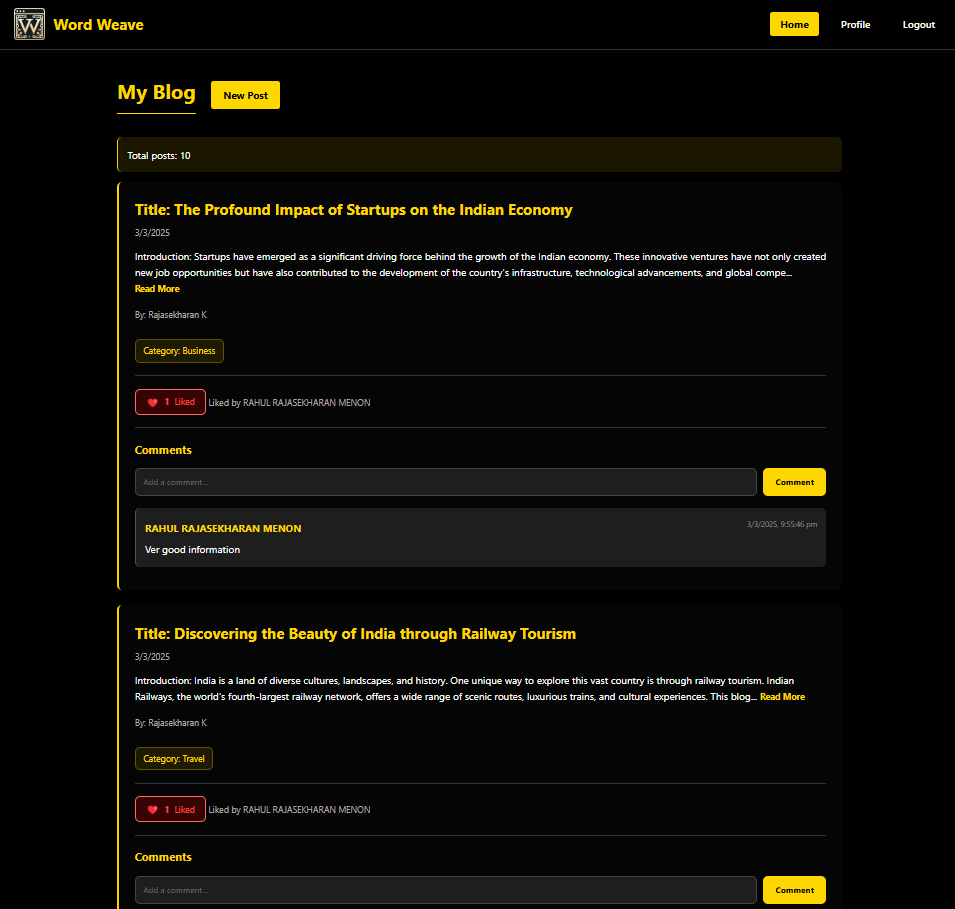 W
Word Weave
Home
Profile
Logout
My Blog
New Post
Total posts: 10
Title: The Profound Impact of Startups on the Indian Economy
3/3/2025
Introduction: Startups have emerged as a significant driving force behind the growth of the Indian economy. These innovative ventures have not only created
new job opportunities but have also contributed to the development of the country's infrastructure, technological advancements, and global compe...
Read More
By: Rajasekharan K
Category: Business
1 Liked
Liked by RAHUL RAJASEKHARAN MENON
Comments
Add a comment...
Comment
RAHUL RAJASEKHARAN MENON
3/3/2025, 9:55:46 pm
Ver good information
Title: Discovering the Beauty of India through Railway Tourism
3/3/2025
Introduction: India is a land of diverse cultures, landscapes, and history. One unique way to explore this vast country is through railway tourism. Indian
Railways, the world's fourth-largest railway network, offers a wide range of scenic routes, luxurious trains, and cultural experiences. This blog... Read More
By: Rajasekharan K
Category: Travel
1 Liked
Liked by RAHUL RAJASEKHARAN MENON
Comments
Add a comment...
Comment